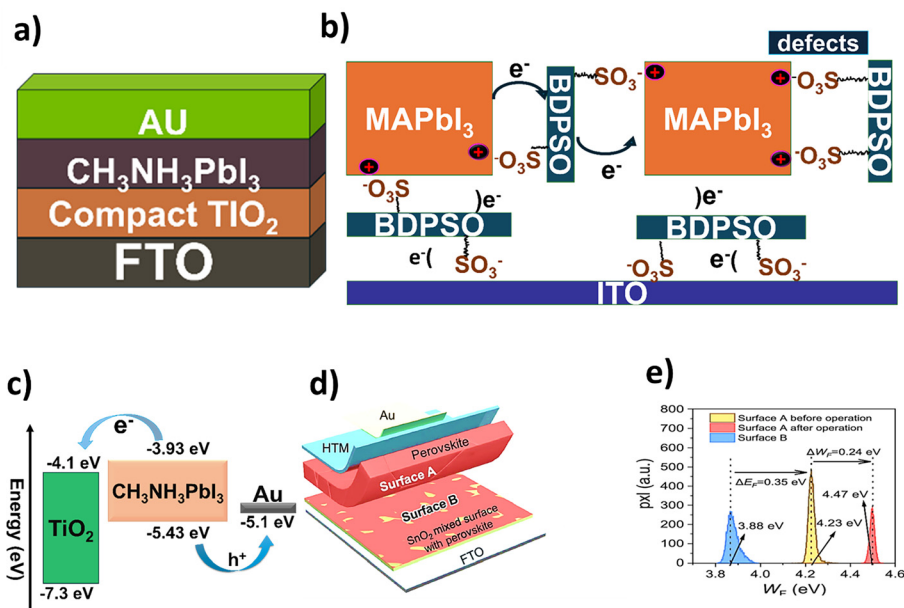 a)
AU
CH₃NH₃PbI₃
Compact TIO₂
FTO
b)
defects
MAPbI₃
e⁻
BDPSO
SO₃⁻
⁻O₃S
+
+
e⁻
⁻O₃S
BDPSO
)e⁻
e⁻(
SO₃⁻
MAPbI₃
+
+
+
⁻O₃S
⁻O₃S
BDPSO
)e⁻
BDPSO
⁻O₃S
e⁻(
SO₃⁻
ITO
c)
Energy (eV)
e⁻
-4.1 eV
TiO₂
-7.3 eV
-3.93 eV
CH₃NH₃PbI₃
-5.43 eV
Au
-5.1 eV
h⁺
d)
Au
HTM
Perovskite
Surface A
Surface B
SnO₂ mixed surface
with perovskite
FTO
e)
pxl (a.u.)
800
700
600
500
400
300
200
100
0
Surface A before operation
Surface A after operation
Surface B
ΔW_F=0.24 eV
ΔE_F=0.35 eV
4.47 eV
3.88 eV
4.23 eV
3.8 4.0 4.2 4.4 4.6
W_F (eV)